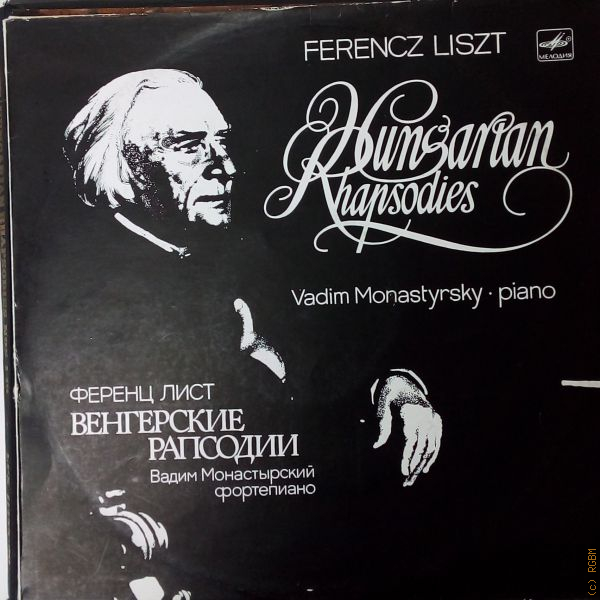 FERENCZ LISZT
МЕЛОДИЯ
Hungarian
Rhapsodies
Vadim Monastyrsky · piano
ФЕРЕНЦ ЛИСТ
ВЕНГЕРСКИЕ
РАПСОДИИ
Вадим Монастырский
фортепиано
(c) RGBM